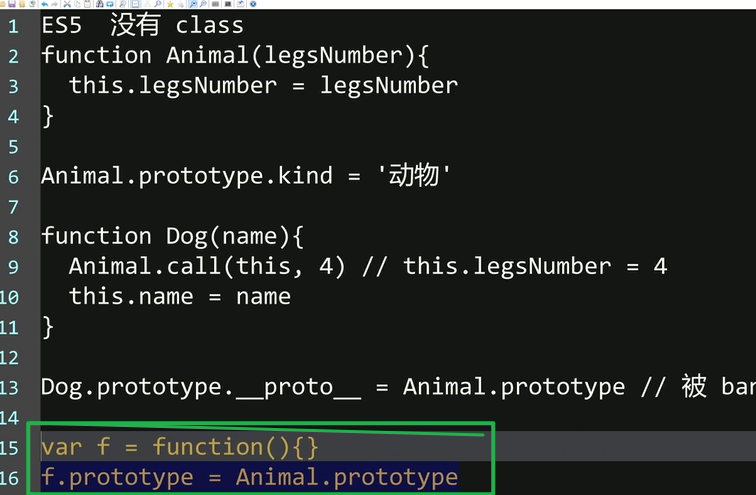 1 ES5 没有 class
2 function Animal(legsNumber){
3 this.legsNumber = legsNumber
4 }
5
6 Animal.prototype.kind = '动物'
7
8 function Dog(name){
9 Animal.call(this, 4) // this.legsNumber = 4
10 this.name = name
11 }
12
13 Dog.prototype.__proto__ = Animal.prototype // 被
14
15 var f = function(){}
16 f.prototype = Animal.prototype